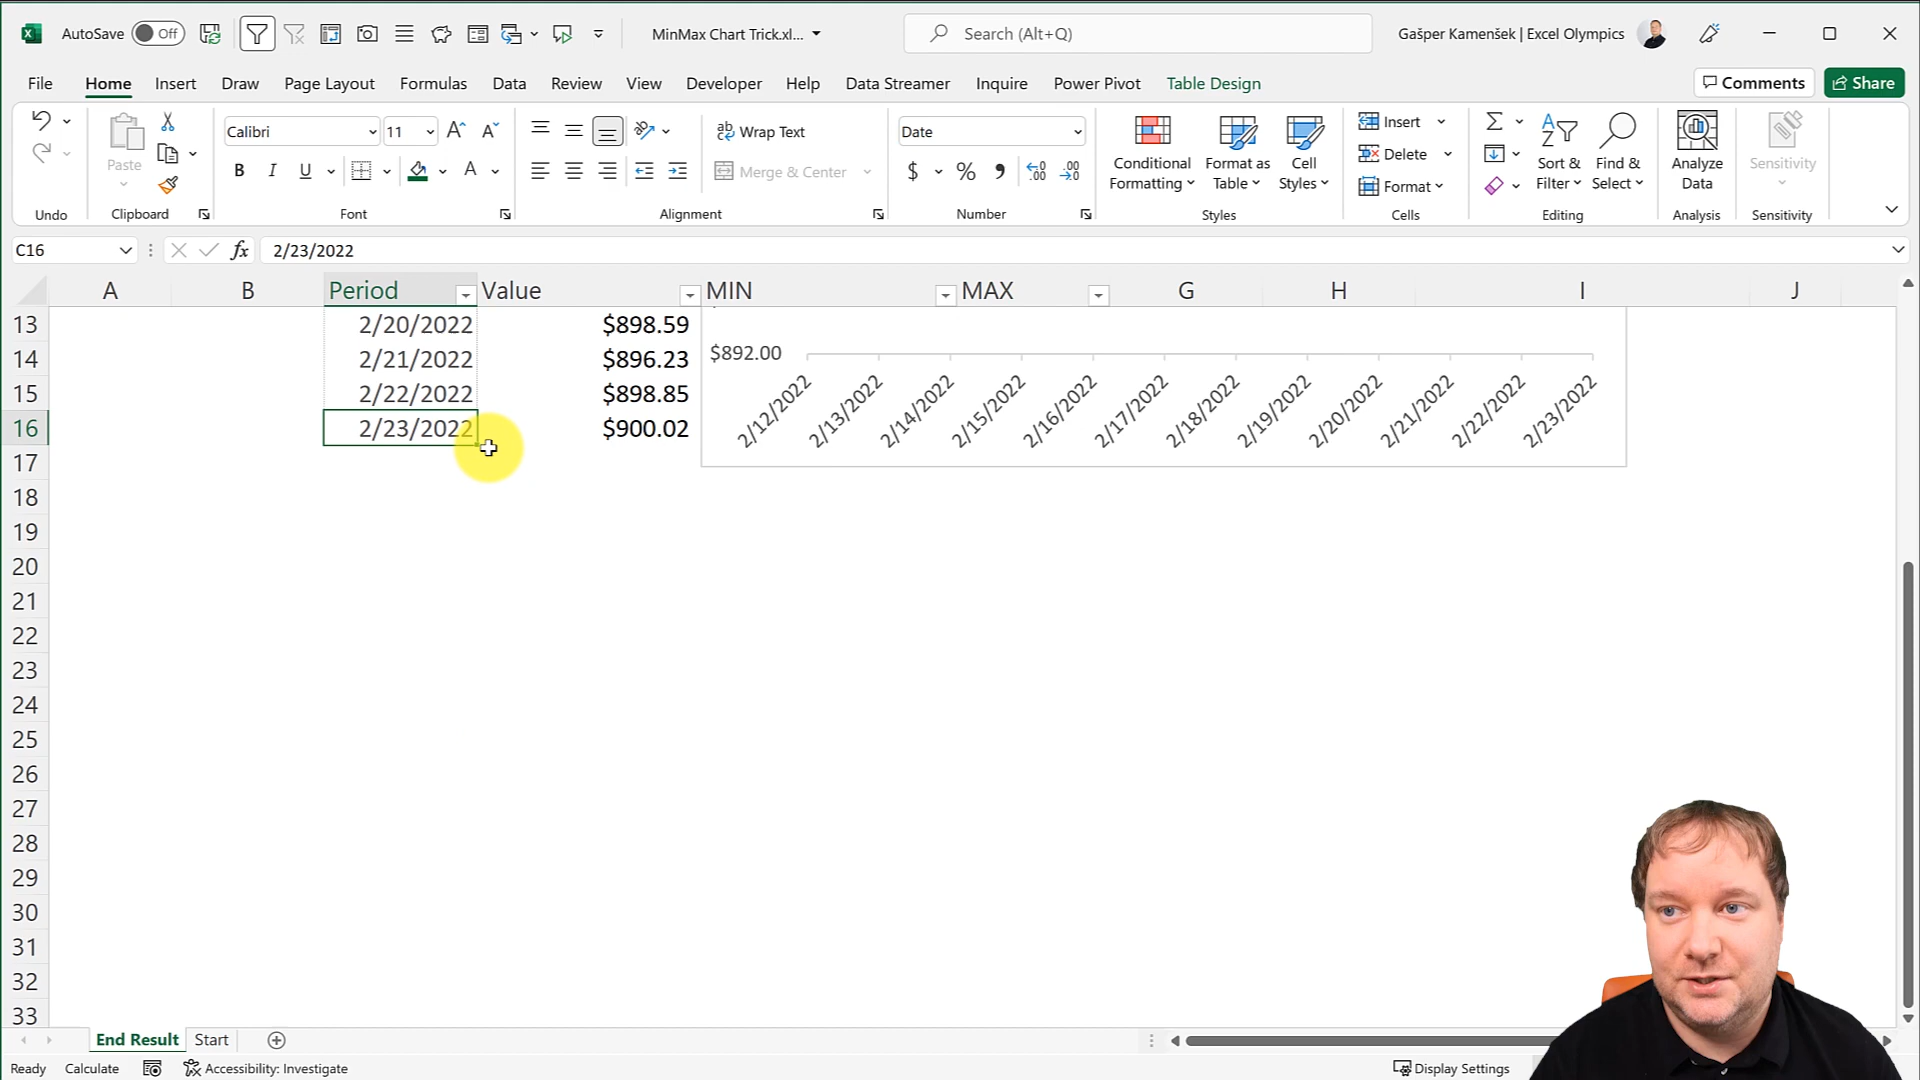 AutoSave Off MinMax Chart Trick.xl... Search (Alt+Q) Gašper Kamenšek | Excel Olympics
File Home Insert Draw Page Layout Formulas Data Review View Developer Help Data Streamer Inquire Power Pivot Table Design Comments Share
Paste Calibri 11 A^ Aˇ ab Wrap Text Date Conditional Formatting Format as Table Cell Styles Insert Delete Format Sort & Filter Find & Select Analyze Data Sensitivity
B I U A Merge & Center $ %
Undo Clipboard Font Alignment Number Styles Cells Editing Analysis Sensitivity
C16 fx 2/23/2022
A B Period Value MIN MAX G H I J
13 2/20/2022 $898.59
14 2/21/2022 $896.23 $892.00
15 2/22/2022 $898.85
16 2/23/2022 $900.02
2/12/2022 2/13/2022 2/14/2022 2/15/2022 2/16/2022 2/17/2022 2/18/2022 2/19/2022 2/20/2022 2/21/2022 2/22/2022 2/23/2022
17
18
19
20
21
22
23
24
25
26
27
28
29
30
31
32
33
End Result Start
Ready Calculate Accessibility: Investigate Display Settings